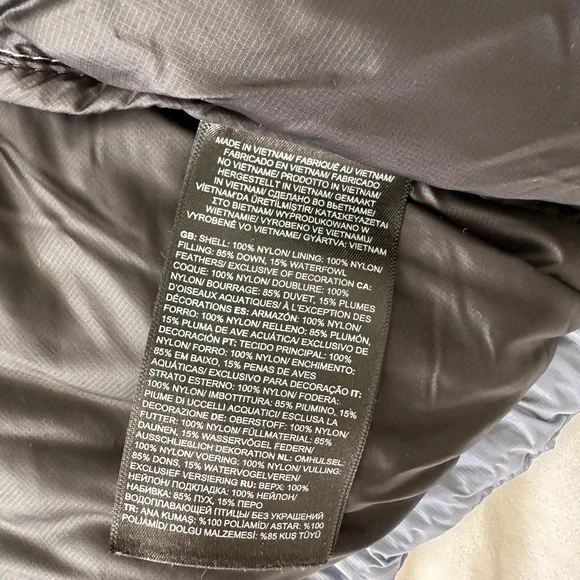 MADE IN VIETNAM/ FABRIQUÉ AU VIETNAM/
FABRICADO EN VIETNAM/ FABRICADO
NO VIETNAME/ PRODOTTO IN VIETNAM/
HERGESTELLT IN VIETNAM/ GEMAAKT
IN VIETNAM/ СДЕЛАНО ВО ВЬЕТНАМЕ/
VIETNAM'DA ÜRETİLMİSTİR/ ΚΑΤΑΣΚΕΥΑΖΕΤΑΙ
ΣΤΟ ΒΙΕΤΝΑΜ/ WYPRODUKOWANO W
WIETNAMIE/ VYROBENO VE VIETNAMU/
VYROBENÉ VO VIETNAME/ GYÁRTVA: VIETNAM
GB: SHELL: 100% NYLON/ LINING: 100% NYLON/
FILLING: 85% DOWN, 15% WATERFOWL
FEATHERS/ EXCLUSIVE OF DECORATION CA:
COQUE: 100% NYLON/ DOUBLURE: 100%
NYLON/ BOURRAGE: 85% DUVET, 15% PLUMES
D'OISEAUX AQUATIQUES/ À L'EXCEPTION DES
DÉCORATIONS ES: ARMAZÓN: 100% NYLON/
FORRO: 100% NYLON/ RELLENO: 85% PLUMÓN,
15% PLUMA DE AVE ACUÁTICA/ EXCLUSIVO DE
DECORACIÓN PT: TECIDO PRINCIPAL: 100%
NYLON/ FORRO: 100% NYLON/ ENCHIMENTO:
85% EM BAIXO, 15% PENAS DE AVES
AQUÁTICAS/ EXCLUSIVO PARA DECORAÇÃO IT:
STRATO ESTERNO: 100% NYLON/ FODERA:
100% NYLON/ IMBOTTITURA: 85% PIUMINO, 15%
PIUME DI UCCELLI ACQUATICI/ ESCLUSA LA
DECORAZIONE DE: OBERSTOFF: 100% NYLON/
FUTTER: 100% NYLON/ FÜLLMATERIAL: 85%
DAUNEN, 15% WASSERVÖGEL FEDERN/
AUSSCHLIEßLICH DEKORATION NL: OMHULSEL:
100% NYLON/ VOERING: 100% NYLON/ VULLING:
85% DONS, 15% WATERVOGELVEREN/
EXCLUSIEF VERSIERING RU: ВЕРХ: 100%
НЕЙЛОН/ ПОДКЛАДКА: 100% НЕЙЛОН/
НАБИВКА: 85% ПУХ, 15% ПЕРО
ВОДОПЛАВАЮЩЕЙ ПТИЦЫ/ БЕЗ УКРАШЕНИЙ
TR: ANA KUMAŞ: %100 POLİAMİD/ ASTAR: %100
POLİAMİD/ DOLGU MALZEMESİ: %85 KUŞ TÜYÜ